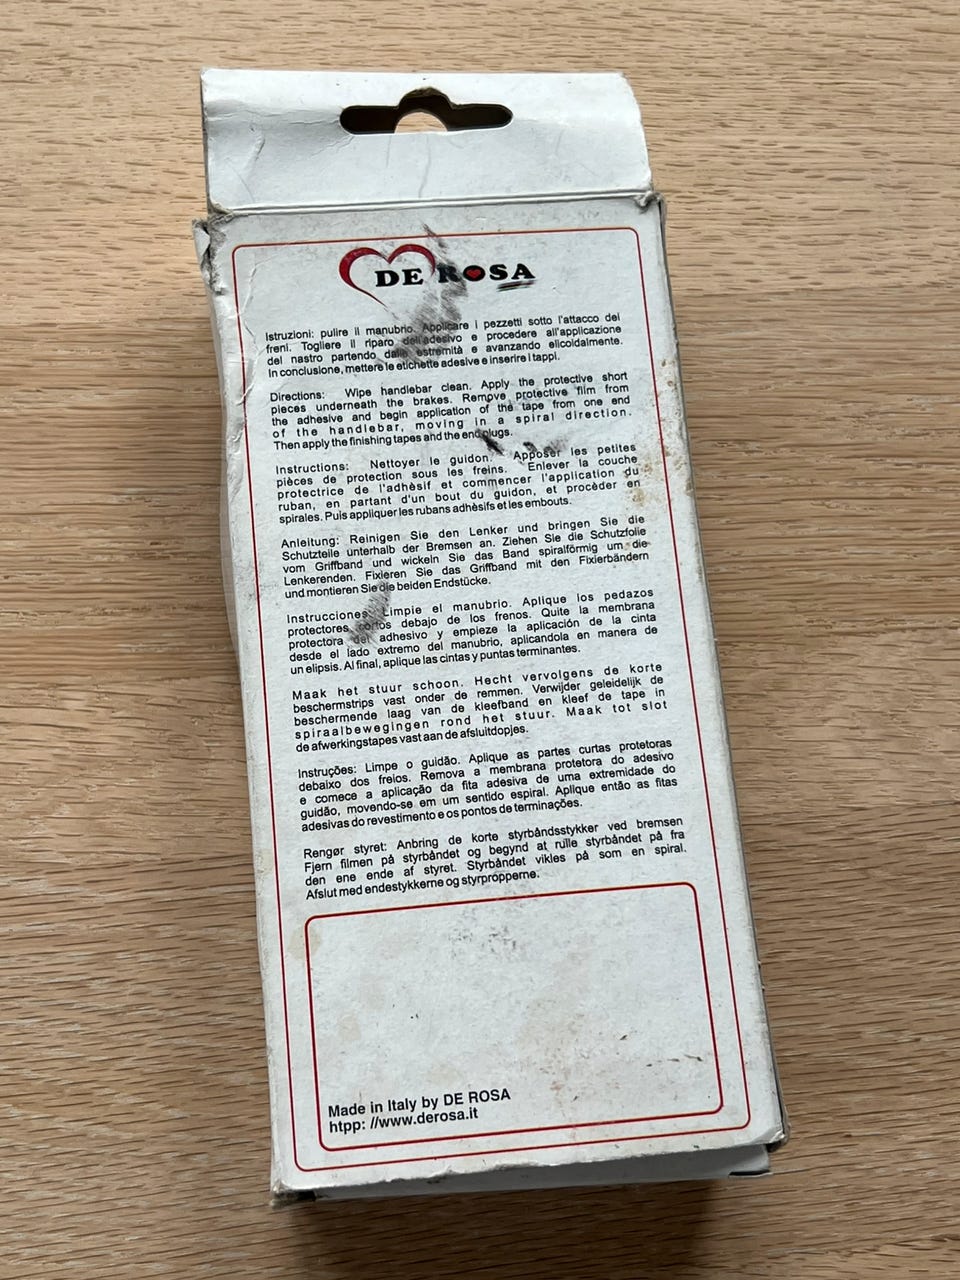 DE ROSA
Istruzioni: pulire il manubrio. Applicare i pezzetti sotto l'attacco dei
freni. Togliere il riparo dell'adesivo e procedere all'applicazione
del nastro partendo dalle estremità e avanzando elicoidalmente.
In conclusione, mettere le etichette adesive e inserire i tappi.
Directions: Wipe handlebar clean. Apply the protective short
pieces underneath the brakes. Remove protective film from
the adhesive and begin application of the tape from one end
of the handlebar, moving in a spiral direction.
Then apply the finishing tapes and the end plugs.
Instructions: Nettoyer le guidon. Apposer les petites
pièces de protection sous les freins. Enlever la couche
protectrice de l'adhèsif et commencer l'application du
ruban, en partant d'un bout du guidon, et procèder en
spirales. Puis appliquer les rubans adhèsifs et les embouts.
Anleitung: Reinigen Sie den Lenker und bringen Sie die
Schutzteile unterhalb der Bremsen an. Ziehen Sie die Schutzfolie
vom Griffband und wickeln Sie das Band spiralförmig um die
Lenkerenden. Fixieren Sie das Griffband mit den Fixierbändern
und montieren Sie die beiden Endstücke.
Instrucciones: Limpie el manubrio. Aplique los pedazos
protectores cortos debajo de los frenos. Quite la membrana
protectora del adhesivo y empieze la aplicación de la cinta
desde el lado extremo del manubrio, aplicandola en manera de
un elipsis. Al final, aplique las cintas y puntas terminantes.
Maak het stuur schoon. Hecht vervolgens de korte
beschermstrips vast onder de remmen. Verwijder geleidelijk de
beschermende laag van de kleefband en kleef de tape in
spiraalbewegingen rond het stuur. Maak tot slot
de afwerkingstapes vast aan de afsluitdopjes.
Instruções: Limpe o guidão. Aplique as partes curtas protetoras
debaixo dos freios. Remova a membrana protetora do adesivo
e comece a aplicação da fita adesiva de uma extremidade do
guidão, movendo-se em um sentido espiral. Aplique então as fitas
adesivas do revestimento e os pontos de terminações.
Rengør styret: Anbring de korte styrbåndsstykker ved bremsen
Fjern filmen på styrbåndet og begynd at rulle styrbåndet på fra
den ene ende af styret. Styrbåndet vikles på som en spiral.
Afslut med endestykkerne og styrpropperne.
Made in Italy by DE ROSA
htpp: //www.derosa.it